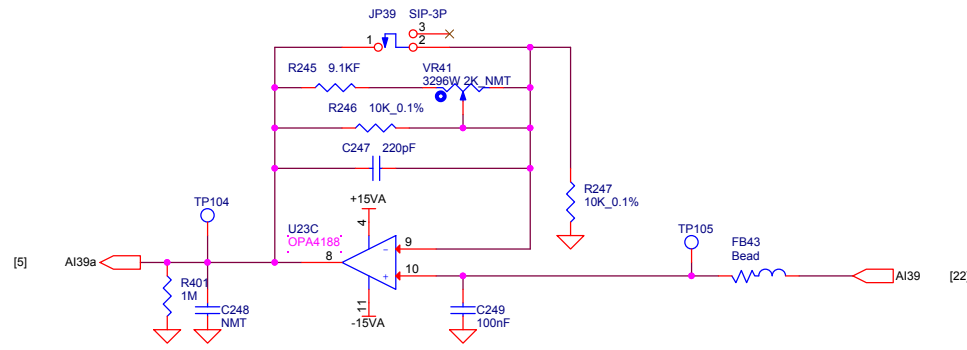 JP39 SIP-3P
3
1 2
R245 9.1KF VR41
3296W 2K_NMT
R246 10K_0.1%
C247 220pF
R247
10K_0.1%
+15VA
TP104
4
U23C
OPA4188
TP105
9
8
FB43
Bead
[5] AI39a
10
AI39 [22]
R401
1M
C248
NMT
11
-15VA
C249
100nF